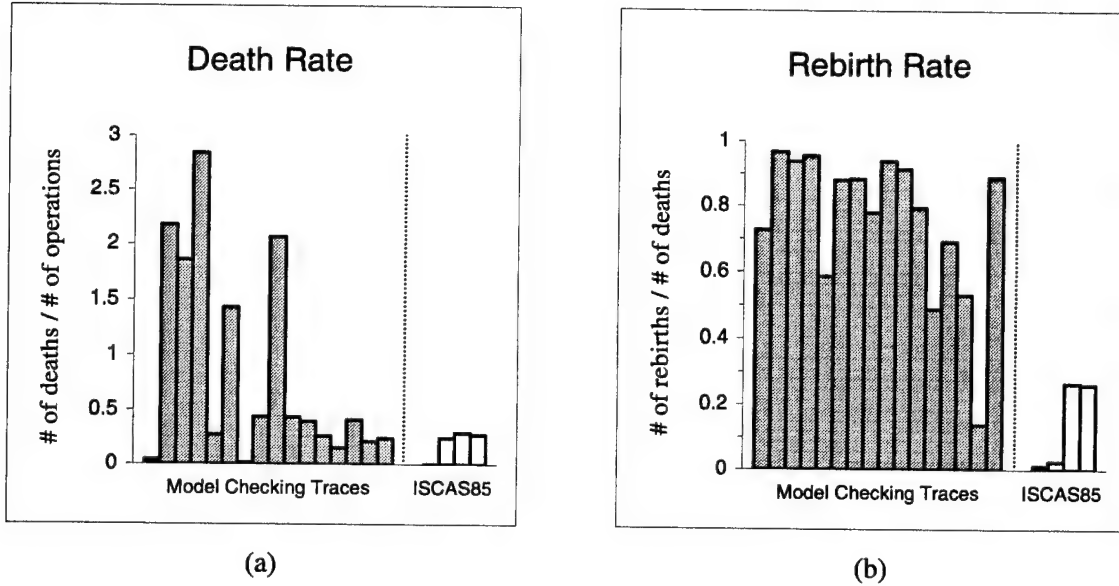 Death Rate
# of deaths / # of operations
3
2.5
2
1.5
1
0.5
0
Model Checking Traces
ISCAS85
(a)
Rebirth Rate
# of rebirths / # of deaths
1
0.8
0.6
0.4
0.2
0
Model Checking Traces
ISCAS85
(b)